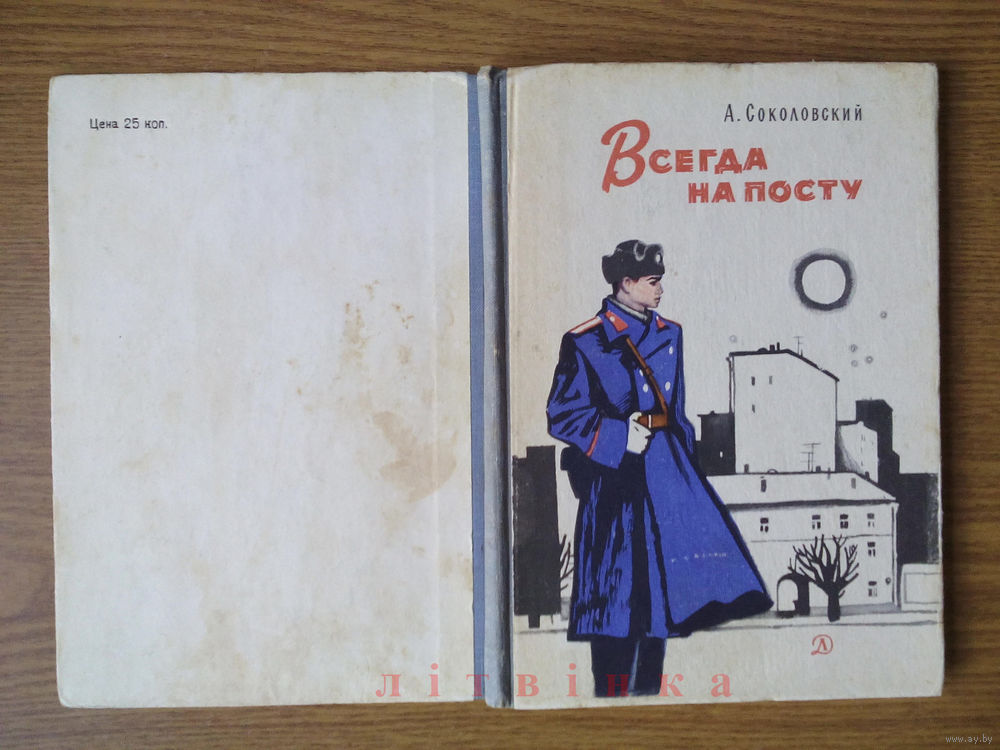 Цена 25 коп.
А. Соколовский
Всегда
на посту
Д
літвінка
www.ay.by